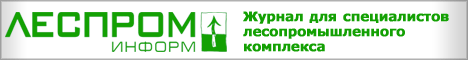 ЛЕСПРОМ
ИНФОРМ
Журнал для специалистов
лесопромышленного
комплекса